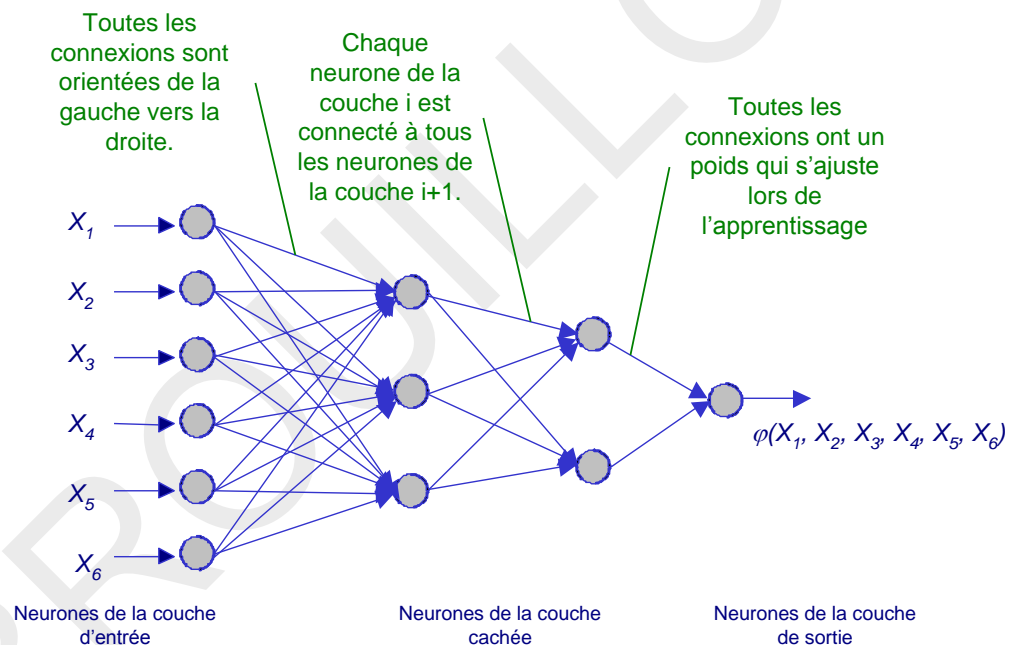 Toutes les
connexions sont
orientées de la
gauche vers la
droite.
Chaque
neurone de la
couche i est
connecté à tous
les neurones de
la couche i+1.
Toutes les
connexions ont un
poids qui s’ajuste
lors de
l’apprentissage
X1
X2
X3
X4
X5
X6
φ(X1, X2, X3, X4, X5, X6)
Neurones de la couche
d’entrée
Neurones de la couche
cachée
Neurones de la couche
de sortie